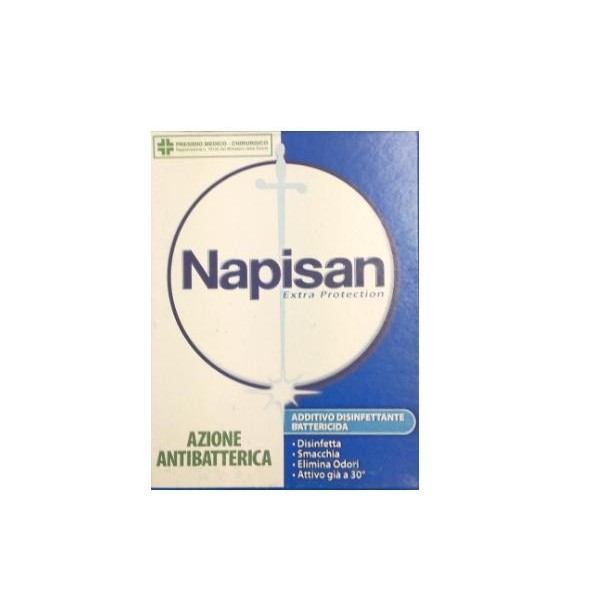 PRESIDIO MEDICO - CHIRURGICO
Napisan
Extra Protection
ADDITIVO DISINFETTANTE
BATTERICIDA
• Disinfetta
• Smacchia
• Elimina Odori
• Attivo già a 30°
AZIONE
ANTIBATTERICA